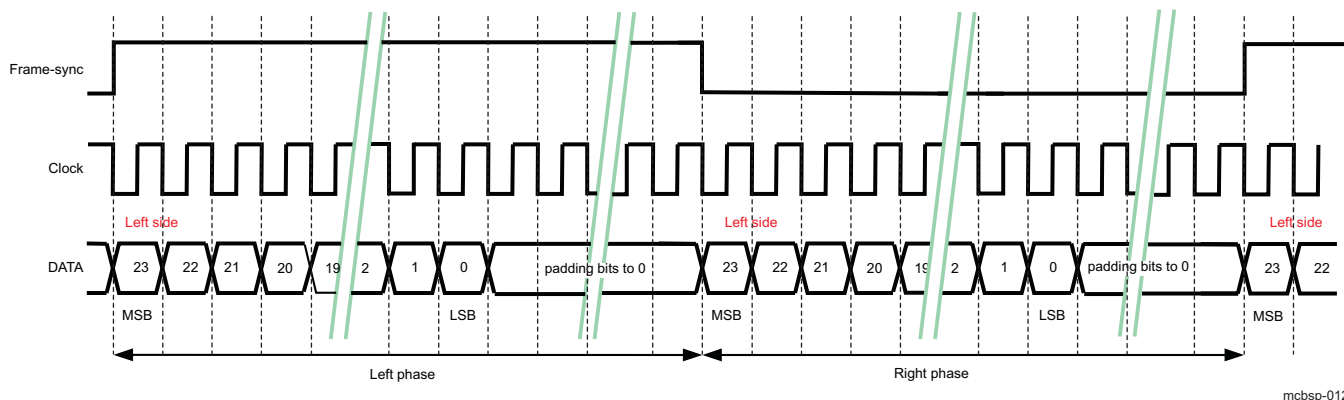 Frame-sync
Clock
Left side Left side Left side
DATA 23 22 21 20 19 2 1 0 padding bits to 0 23 22 21 20 19 2 1 0 padding bits to 0 23 22
MSB LSB MSB LSB MSB
Left phase Right phase
mcbsp-012